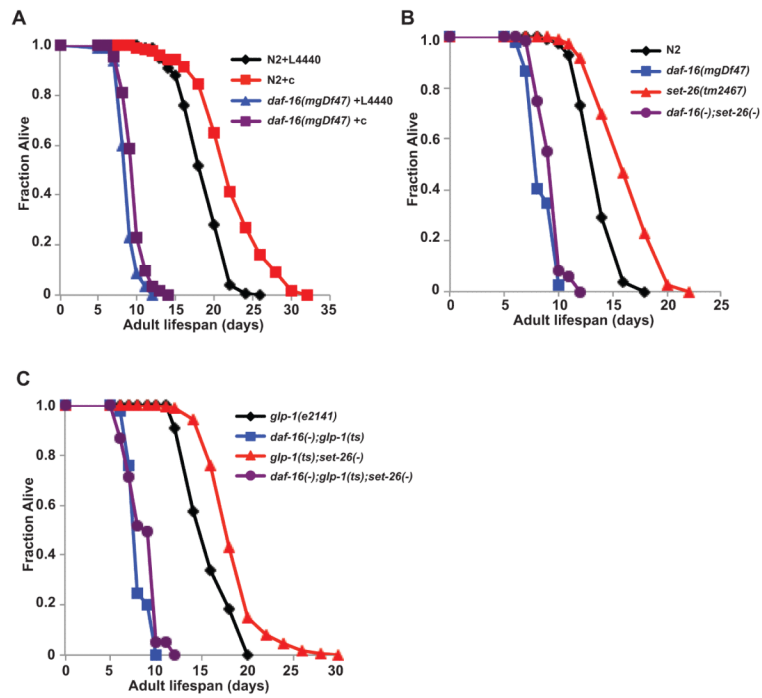 A
Fraction Alive
1.0
0.8
0.6
0.4
0.2
0
0 5 10 15 20 25 30 35
Adult lifespan (days)
N2+L4440
N2+c
daf-16(mgDf47) +L4440
daf-16(mgDf47) +c
B
Fraction Alive
1.0
0.8
0.6
0.4
0.2
0
0 5 10 15 20 25
Adult lifespan (days)
N2
daf-16(mgDf47)
set-26(tm2467)
daf-16(-);set-26(-)
C
Fraction Alive
1.0
0.8
0.6
0.4
0.2
0
0 5 10 15 20 25 30
Adult lifespan (days)
glp-1(e2141)
daf-16(-);glp-1(ts)
glp-1(ts);set-26(-)
daf-16(-);glp-1(ts);set-26(-)